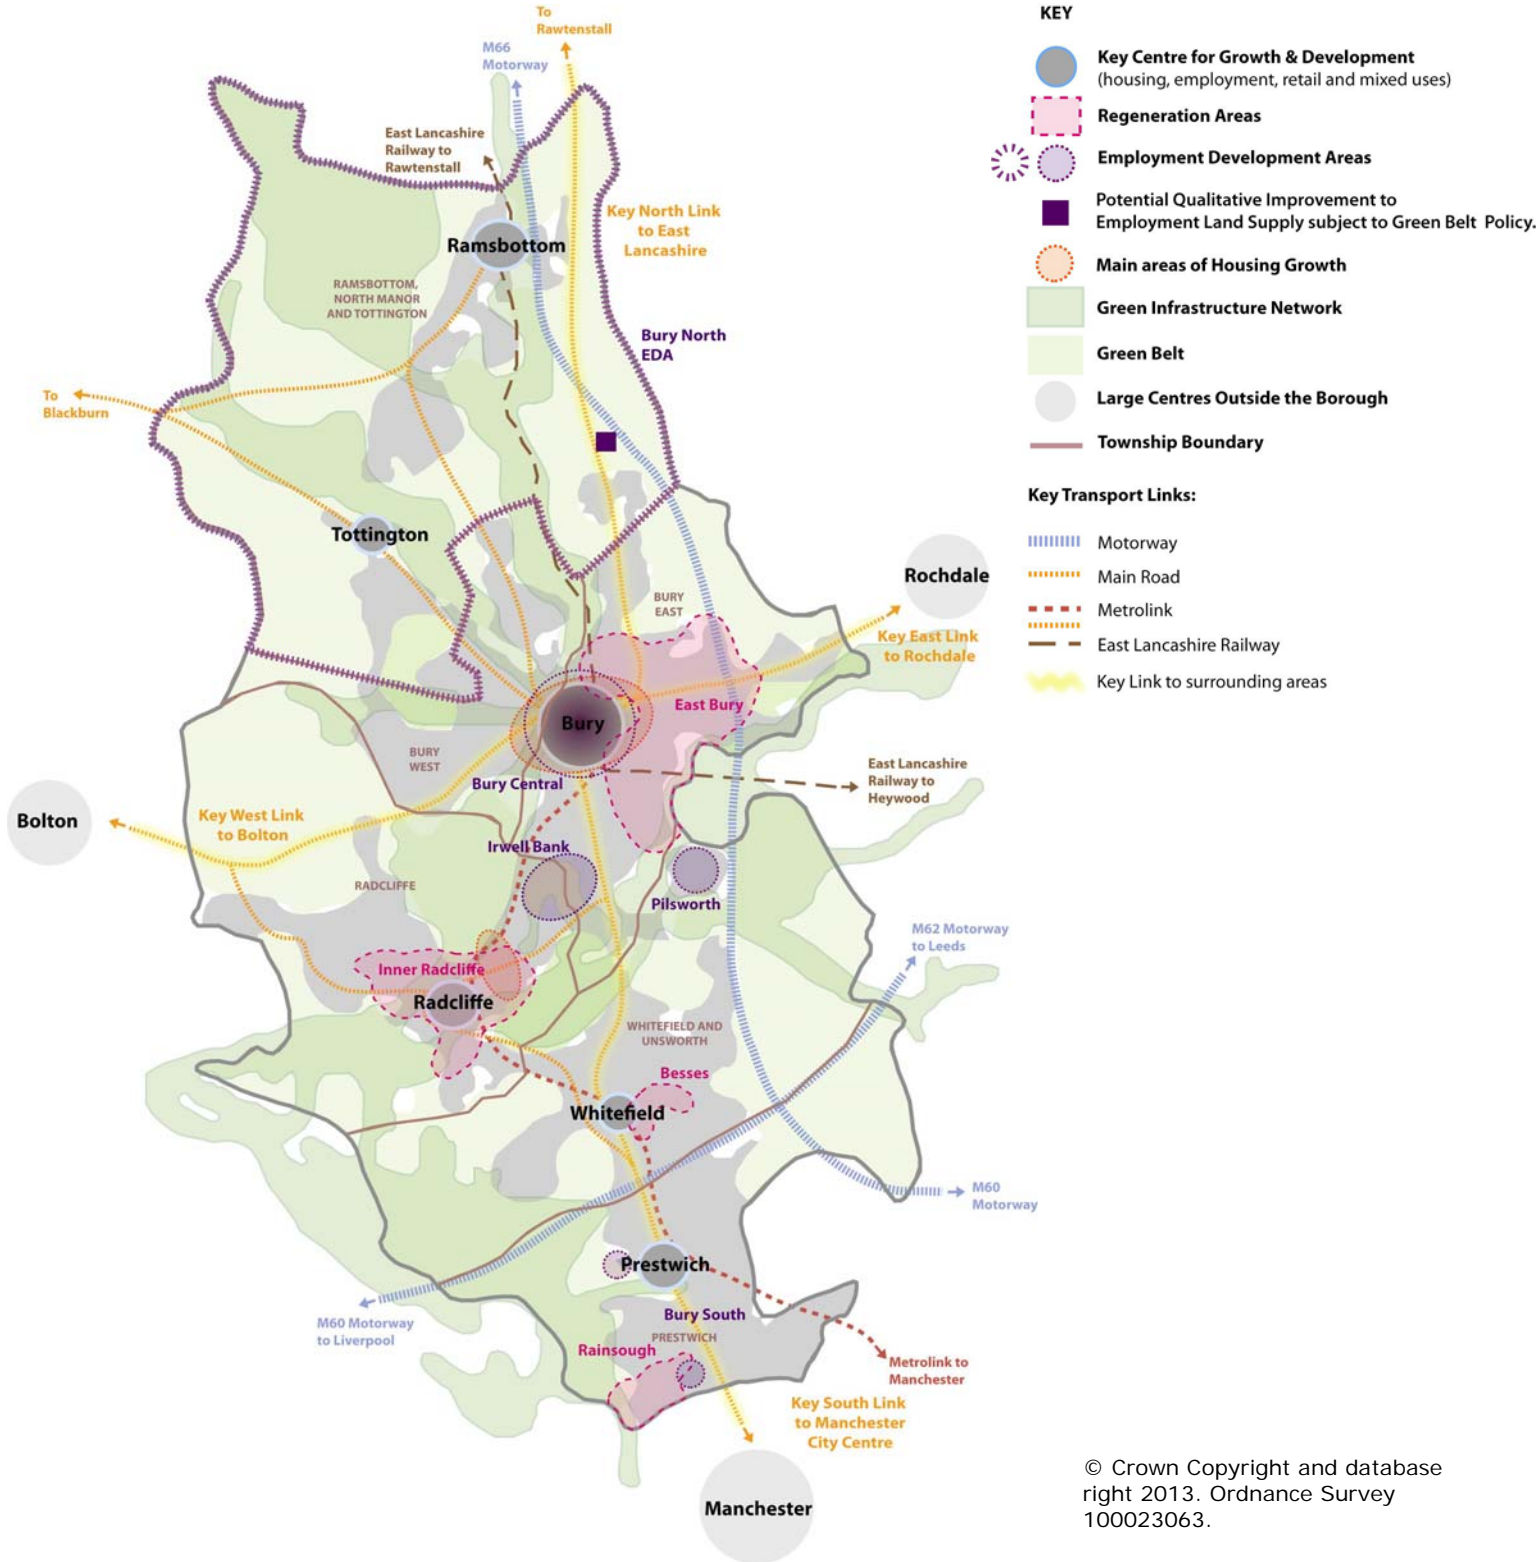 To
Rawtenstall
M66
Motorway
East Lancashire
Railway to
Rawtenstall
Key North Link
to East
Lancashire
Ramsbottom
RAMSBOTTOM,
NORTH MANOR
AND TOTTINGTON
Bury North
EDA
To
Blackburn
Tottington
Rochdale
BURY
EAST
Key East Link
to Rochdale
East Bury
Bury
BURY
WEST
Bury Central
East Lancashire
Railway to
Heywood
Bolton
Key West Link
to Bolton
Irwell Bank
RADCLIFFE
Pilsworth
M62 Motorway
to Leeds
Inner Radcliffe
Radcliffe
WHITEFIELD AND
UNSWORTH
Besses
Whitefield
M60
Motorway
Prestwich
M60 Motorway
to Liverpool
Bury South
PRESTWICH
Rainsough
Metrolink to
Manchester
Key South Link
to Manchester
City Centre
Manchester
KEY
Key Centre for Growth & Development
(housing, employment, retail and mixed uses)
Regeneration Areas
Employment Development Areas
Potential Qualitative Improvement to
Employment Land Supply subject to Green Belt Policy.
Main areas of Housing Growth
Green Infrastructure Network
Green Belt
Large Centres Outside the Borough
Township Boundary
Key Transport Links:
Motorway
Main Road
Metrolink
East Lancashire Railway
Key Link to surrounding areas
© Crown Copyright and database
right 2013. Ordnance Survey
100023063.